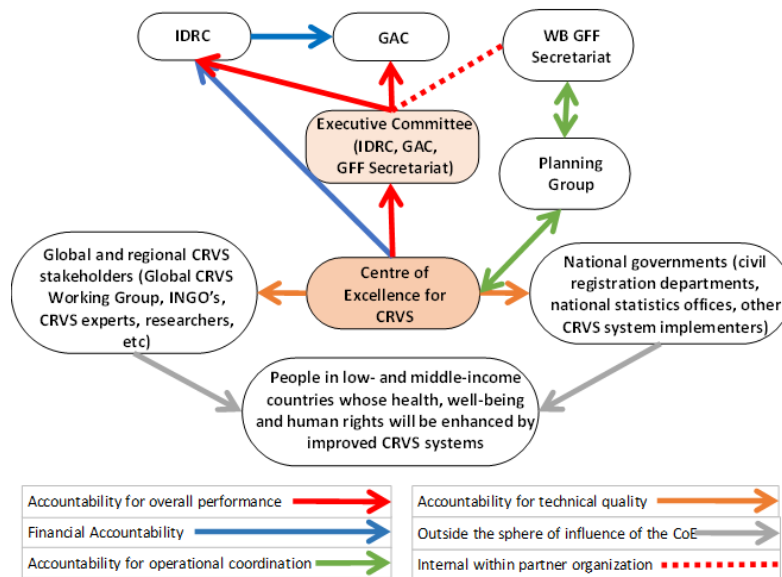 IDRC
GAC
WB GFF
Secretariat
Executive Committee
(IDRC, GAC,
GFF Secretariat)
Planning
Group
Global and regional CRVS
stakeholders (Global CRVS
Working Group, INGO's,
CRVS experts, researchers,
etc)
Centre of
Excellence for
CRVS
National governments (civil
registration departments,
national statistics offices, other
CRVS system implementers)
People in low- and middle-income
countries whose health, well-being
and human rights will be enhanced by
improved CRVS systems
Accountability for overall performance
Accountability for technical quality
Financial Accountability
Outside the sphere of influence of the CoE
Accountability for operational coordination
Internal within partner organization